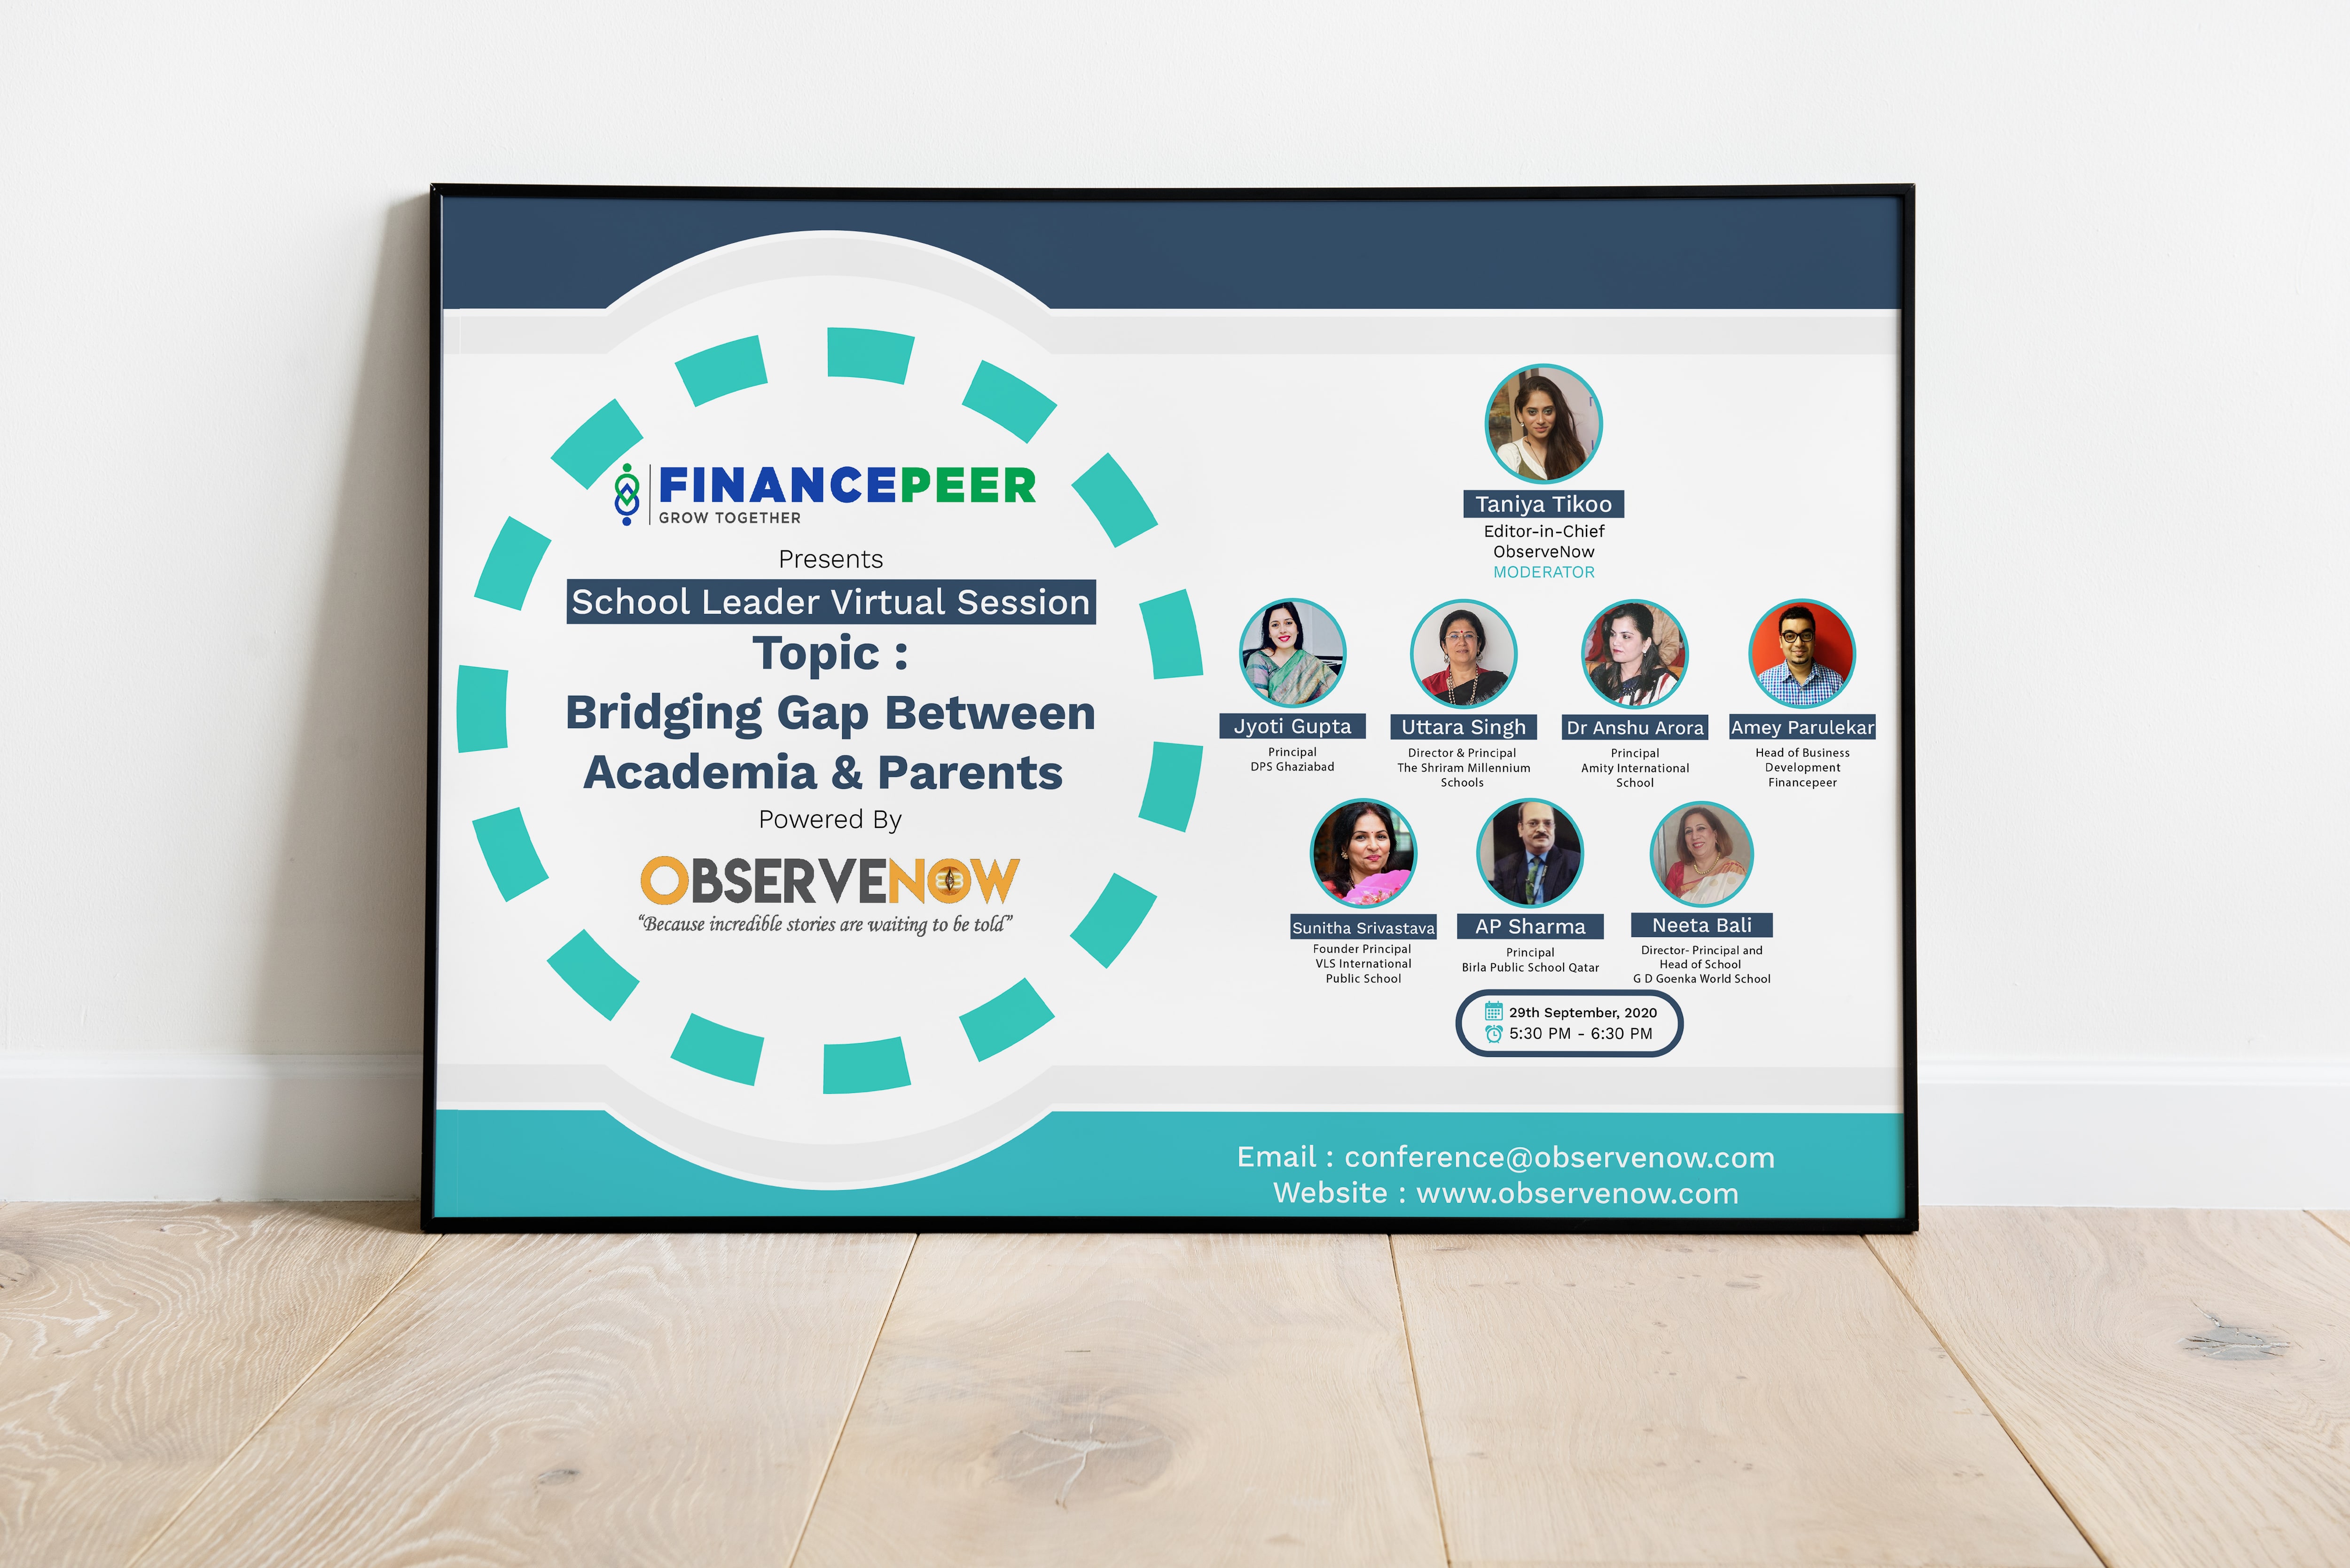 FINANCEPEER
GROW TOGETHER
Presents
School Leader Virtual Session
Topic :
Bridging Gap Between
Academia & Parents
Powered By
OBSERVENOW
“Because incredible stories are waiting to be told”
Taniya Tikoo
Editor-in-Chief
ObserveNow
MODERATOR
Jyoti Gupta
Principal
DPS Ghaziabad
Uttara Singh
Director & Principal
The Shriram Millennium
Schools
Dr Anshu Arora
Principal
Amity International
School
Amey Parulekar
Head of Business
Development
Financepeer
Sunitha Srivastava
Founder Principal
VLS International
Public School
AP Sharma
Principal
Birla Public School Qatar
Neeta Bali
Director- Principal and
Head of School
G D Goenka World School
29th September, 2020
5:30 PM - 6:30 PM
Email : conference@observenow.com
Website : www.observenow.com